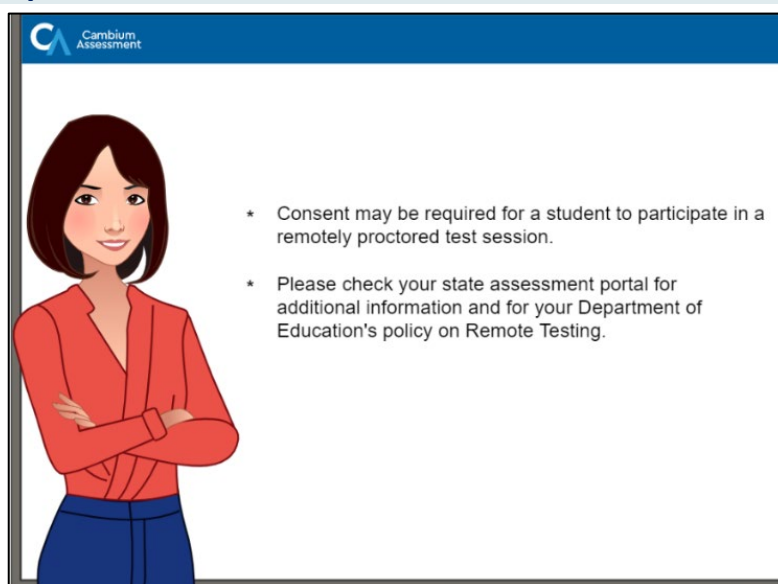 Cambium
Assessment
* Consent may be required for a student to participate in a
remotely proctored test session.
* Please check your state assessment portal for
additional information and for your Department of
Education's policy on Remote Testing.